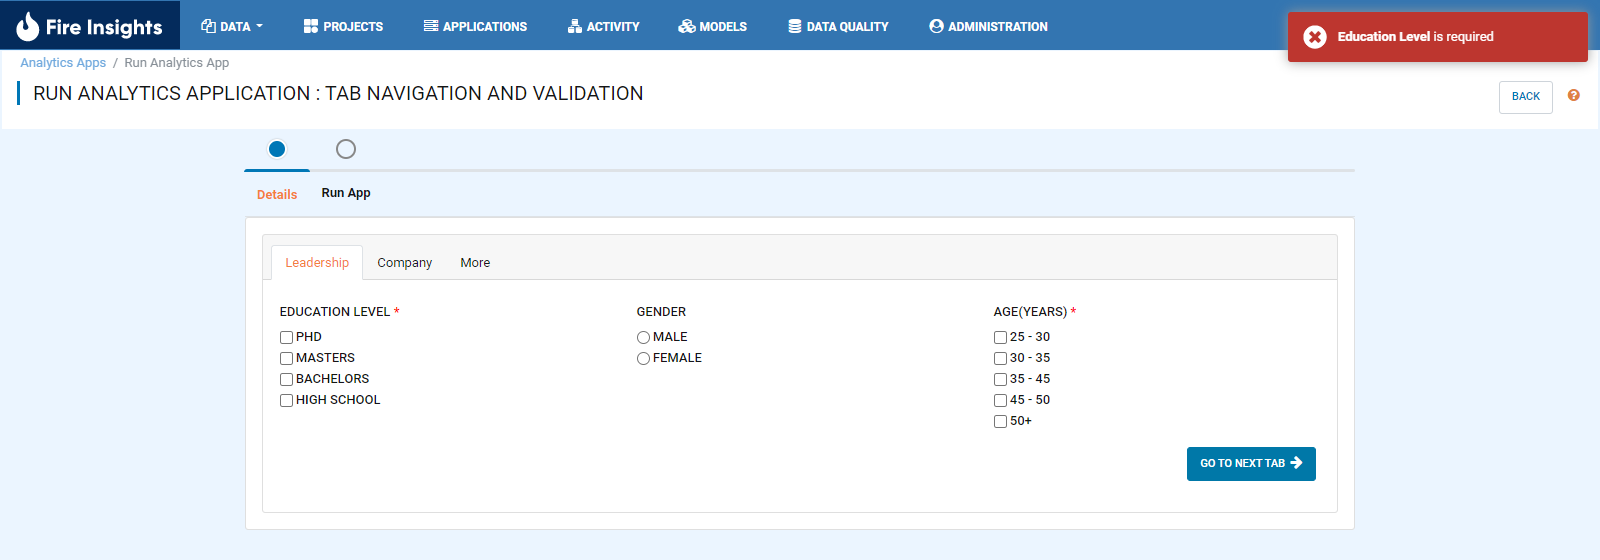 Fire Insights DATA PROJECTS APPLICATIONS ACTIVITY MODELS DATA QUALITY ADMINISTRATION
Education Level is required
Analytics Apps / Run Analytics App
RUN ANALYTICS APPLICATION : TAB NAVIGATION AND VALIDATION
BACK
Details Run App
Leadership Company More
EDUCATION LEVEL *
PHD
MASTERS
BACHELORS
HIGH SCHOOL
GENDER
MALE
FEMALE
AGE(YEARS) *
25 - 30
30 - 35
35 - 45
45 - 50
50+
GO TO NEXT TAB